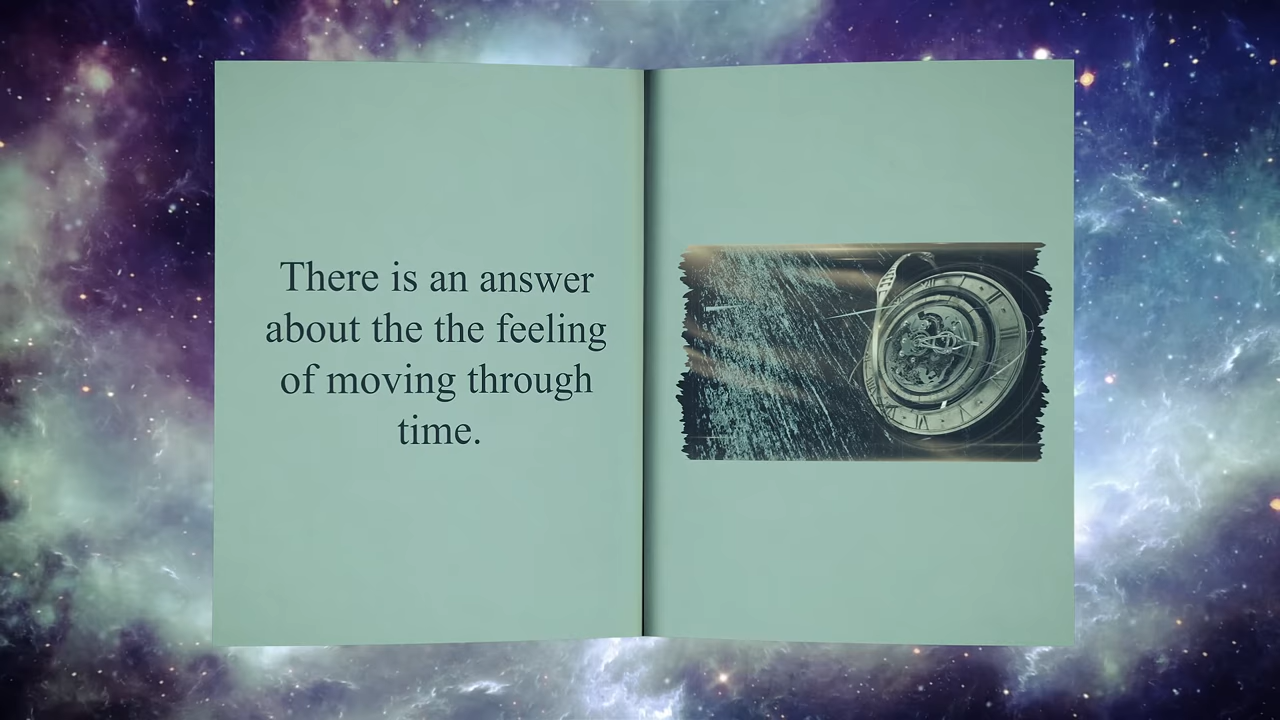 There is an answer
about the the feeling
of moving through
time.